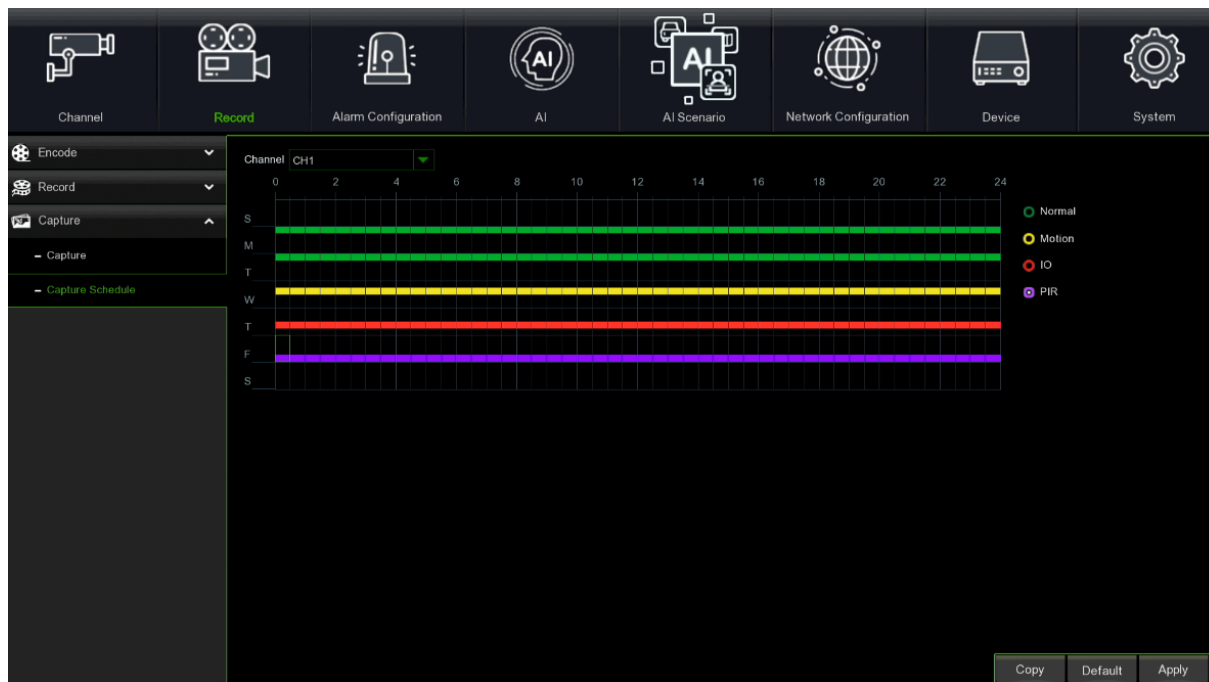 AI
AI
Channel Record Alarm Configuration AI AI Scenario Network Configuration Device System
Encode
Channel CH1
Record
0 2 4 6 8 10 12 14 16 18 20 22 24
Capture
S
Normal
M
Motion
Capture
T
IO
Capture Schedule
W
PIR
T
F
S
Copy Default Apply